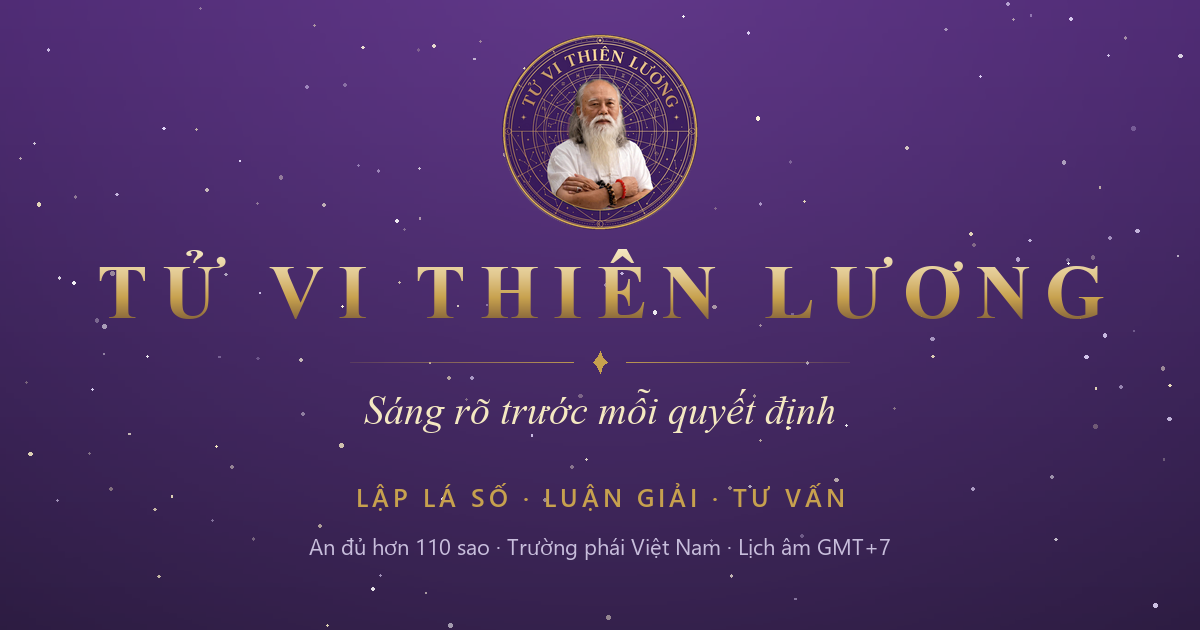 TỬ VI THIÊN LƯƠNG
TỬ VI THIÊN LƯƠNG
Sáng rõ trước mỗi quyết định
LẬP LÁ SỐ · LUẬN GIẢI · TƯ VẤN
An đủ hơn 110 sao · Trường phái Việt Nam · Lịch âm GMT+7